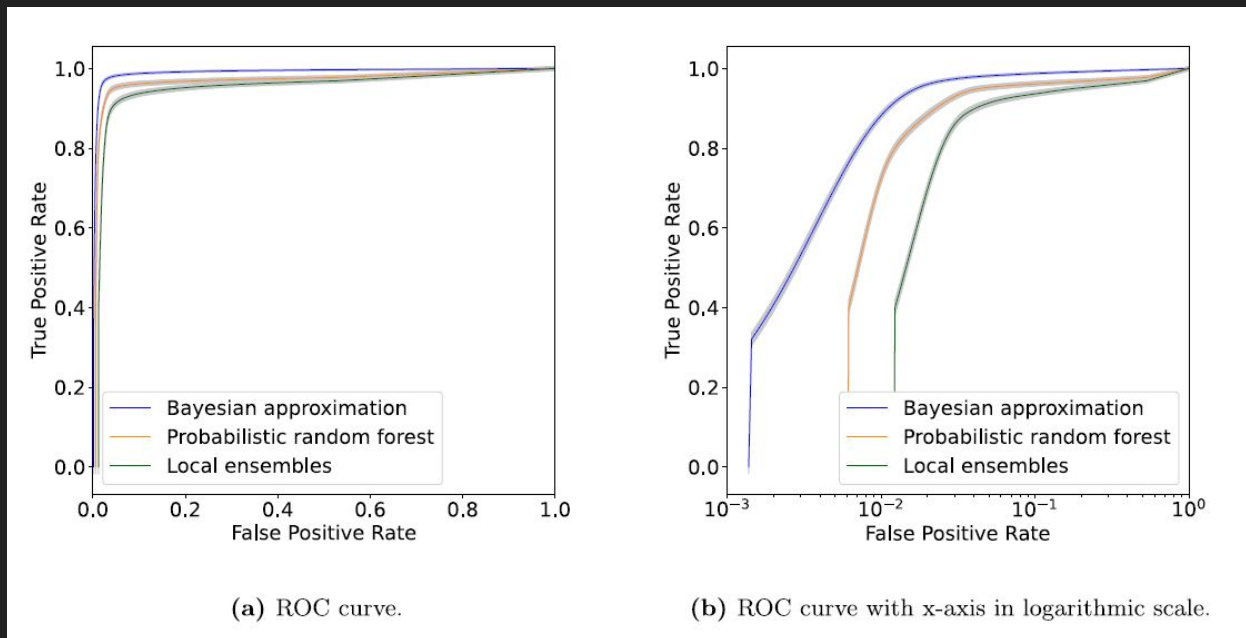 1.0
0.8
0.6
0.4
0.2
0.0
True Positive Rate
Bayesian approximation
Probabilistic random forest
Local ensembles
0.0 0.2 0.4 0.6 0.8 1.0
False Positive Rate
(a) ROC curve.
1.0
0.8
0.6
0.4
0.2
0.0
True Positive Rate
Bayesian approximation
Probabilistic random forest
Local ensembles
10⁻³ 10⁻² 10⁻¹ 10⁰
False Positive Rate
(b) ROC curve with x-axis in logarithmic scale.